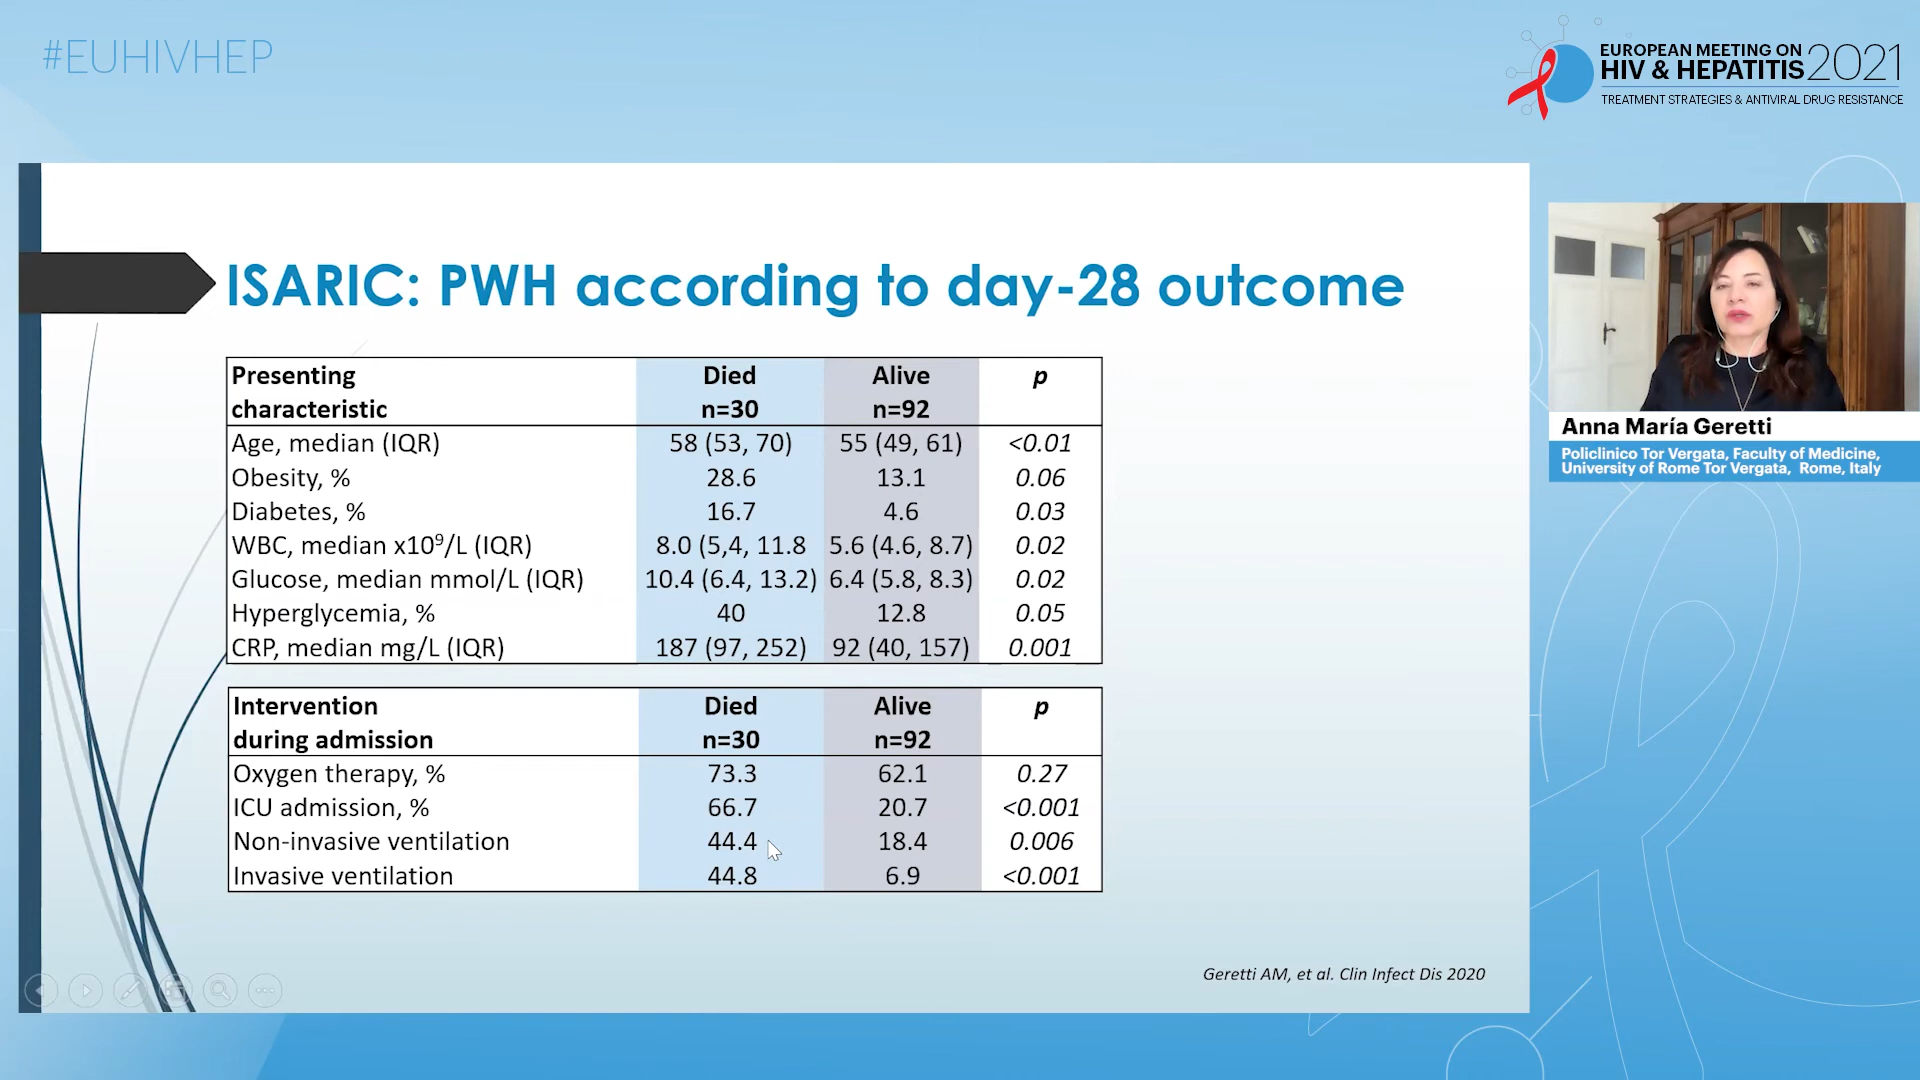 #EUHIVHEP
EUROPEAN MEETING ON
HIV & HEPATITIS 2021
TREATMENT STRATEGIES & ANTIVIRAL DRUG RESISTANCE
ISARIC: PWH according to day-28 outcome
Presenting characteristic Died n=30 Alive n=92 p
Age, median (IQR) 58 (53, 70) 55 (49, 61) <0.01
Obesity, % 28.6 13.1 0.06
Diabetes, % 16.7 4.6 0.03
WBC, median x10⁹/L (IQR) 8.0 (5,4, 11.8 5.6 (4.6, 8.7) 0.02
Glucose, median mmol/L (IQR) 10.4 (6.4, 13.2) 6.4 (5.8, 8.3) 0.02
Hyperglycemia, % 40 12.8 0.05
CRP, median mg/L (IQR) 187 (97, 252) 92 (40, 157) 0.001
Intervention during admission Died n=30 Alive n=92 p
Oxygen therapy, % 73.3 62.1 0.27
ICU admission, % 66.7 20.7 <0.001
Non-invasive ventilation 44.4 18.4 0.006
Invasive ventilation 44.8 6.9 <0.001
Geretti AM, et al. Clin Infect Dis 2020
Anna María Geretti
Policlinico Tor Vergata, Faculty of Medicine,
University of Rome Tor Vergata, Rome, Italy